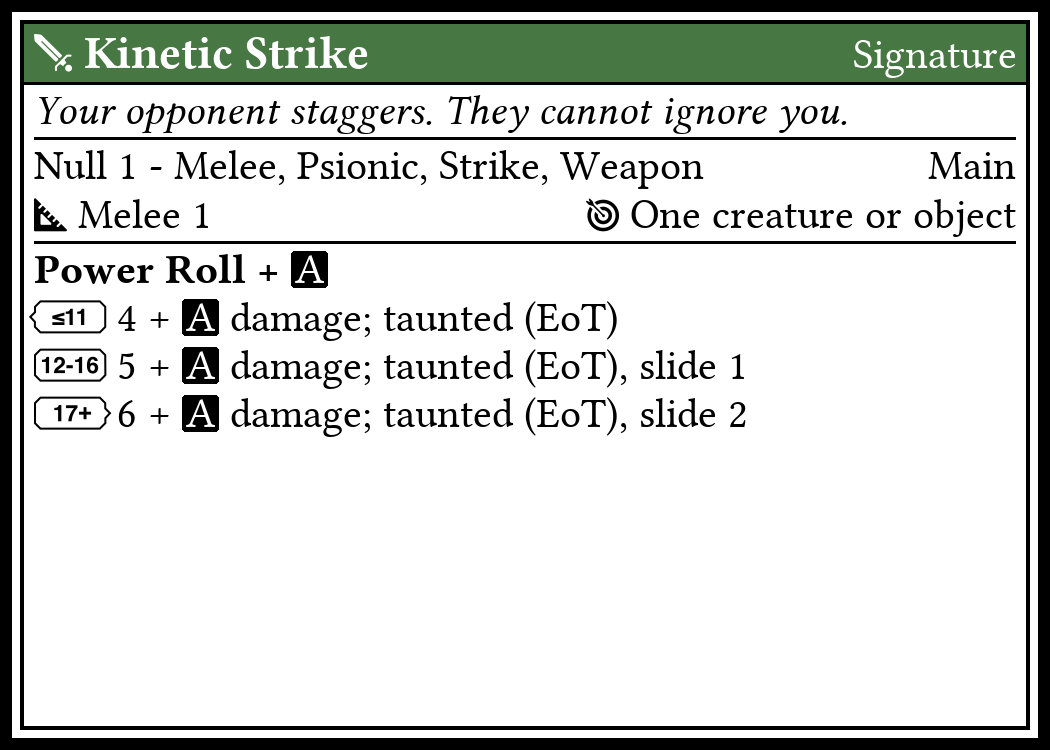 Kinetic Strike Signature
Your opponent staggers. They cannot ignore you.
Null 1 - Melee, Psionic, Strike, Weapon Main
Melee 1 One creature or object
Power Roll + A
≤11 4 + A damage; taunted (EoT)
12-16 5 + A damage; taunted (EoT), slide 1
17+ 6 + A damage; taunted (EoT), slide 2